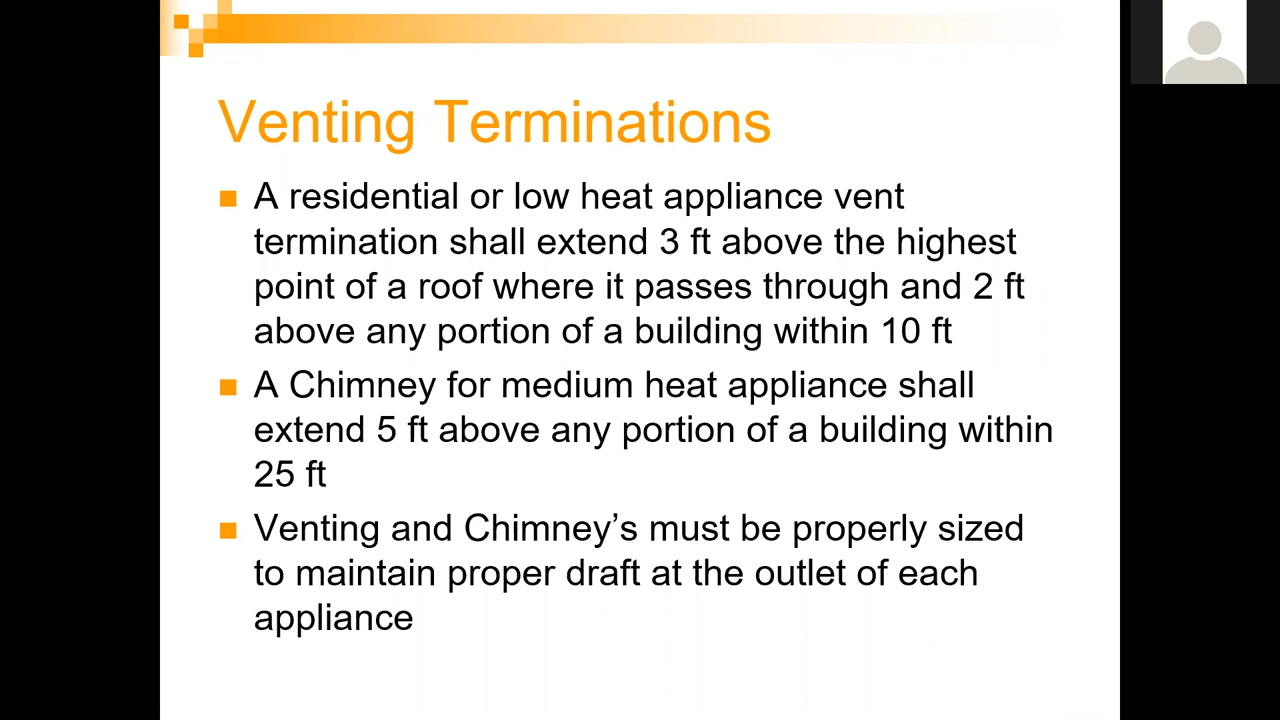 Venting Terminations
A residential or low heat appliance vent
termination shall extend 3 ft above the highest
point of a roof where it passes through and 2 ft
above any portion of a building within 10 ft
A Chimney for medium heat appliance shall
extend 5 ft above any portion of a building within
25 ft
Venting and Chimney’s must be properly sized
to maintain proper draft at the outlet of each
appliance